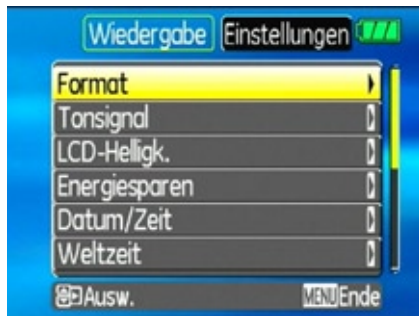 Wiedergabe Einstellungen
Format
Tonsignal
LCD-Helligk.
Energiesparen
Datum/Zeit
Weltzeit
Ausw. MENU Ende